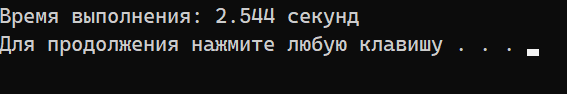 Время выполнения: 2.544 секунд
Для продолжения нажмите любую клавишу . . .